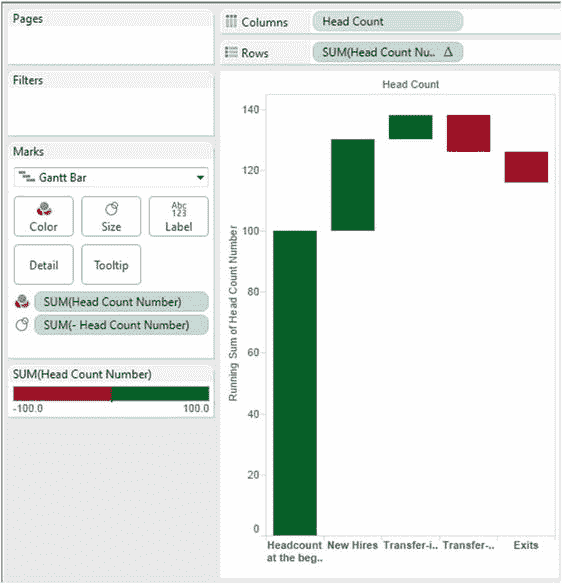 Pages
Columns
Head Count
Rows
SUM(Head Count Nu.. Δ
Filters
Head Count
Marks
Gantt Bar
Color
Size
Abc
123
Label
Detail
Tooltip
SUM(Head Count Number)
SUM(- Head Count Number)
SUM(Head Count Number)
-100.0
100.0
Running Sum of Head Count Number
140
120
100
80
60
40
20
0
Headcount
at the beg..
New Hires
Transfer-i..
Transfer-..
Exits